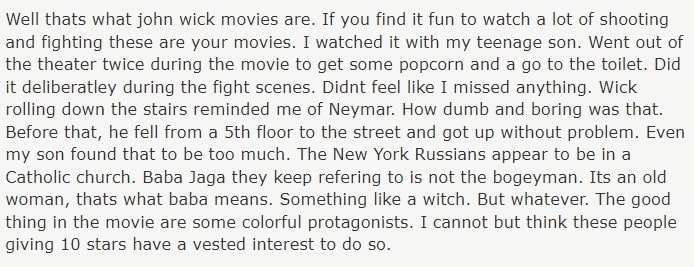 Well thats what john wick movies are. If you find it fun to watch a lot of shooting
and fighting these are your movies. I watched it with my teenage son. Went out of
the theater twice during the movie to get some popcorn and a go to the toilet. Did
it deliberatley during the fight scenes. Didnt feel like I missed anything. Wick
rolling down the stairs reminded me of Neymar. How dumb and boring was that.
Before that, he fell from a 5th floor to the street and got up without problem. Even
my son found that to be too much. The New York Russians appear to be in a
Catholic church. Baba Jaga they keep refering to is not the bogeyman. Its an old
woman, thats what baba means. Something like a witch. But whatever. The good
thing in the movie are some colorful protagonists. I cannot but think these people
giving 10 stars have a vested interest to do so.